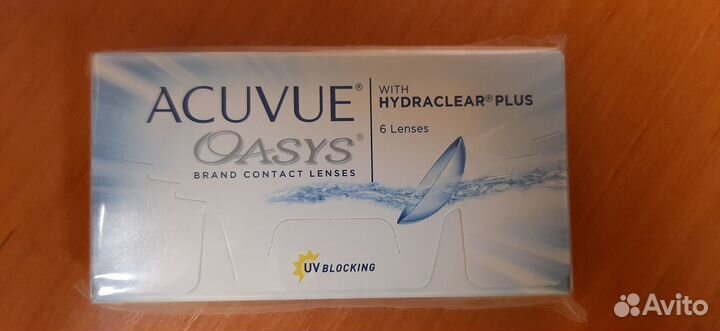 ACUVUE®
OASYS®
BRAND CONTACT LENSES
WITH
HYDRACLEAR® PLUS
6 Lenses
UV BLOCKING
Avito